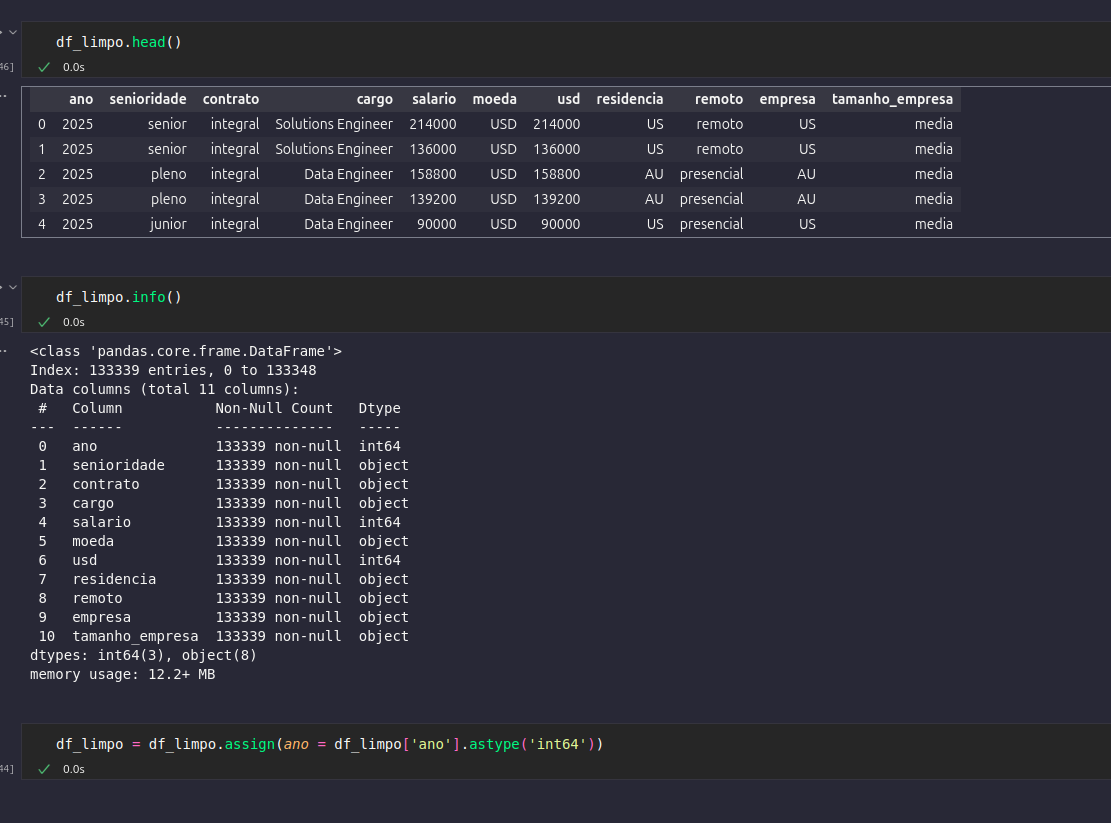 df_limpo.head()
46]
0.0s
ano senioridade contrato cargo salario moeda usd residencia remoto empresa tamanho_empresa
0 2025 senior integral Solutions Engineer 214000 USD 214000 US remoto US media
1 2025 senior integral Solutions Engineer 136000 USD 136000 US remoto US media
2 2025 pleno integral Data Engineer 158800 USD 158800 AU presencial AU media
3 2025 pleno integral Data Engineer 139200 USD 139200 AU presencial AU media
4 2025 junior integral Data Engineer 90000 USD 90000 US presencial US media
df_limpo.info()
45]
0.0s
<class 'pandas.core.frame.DataFrame'>
Index: 133339 entries, 0 to 133348
Data columns (total 11 columns):
 #   Column           Non-Null Count   Dtype
---  ------           --------------   -----
 0   ano              133339 non-null  int64
 1   senioridade      133339 non-null  object
 2   contrato         133339 non-null  object
 3   cargo            133339 non-null  object
 4   salario          133339 non-null  int64
 5   moeda            133339 non-null  object
 6   usd              133339 non-null  int64
 7   residencia       133339 non-null  object
 8   remoto           133339 non-null  object
 9   empresa          133339 non-null  object
 10  tamanho_empresa  133339 non-null  object
dtypes: int64(3), object(8)
memory usage: 12.2+ MB
df_limpo = df_limpo.assign(ano = df_limpo['ano'].astype('int64'))
44]
0.0s